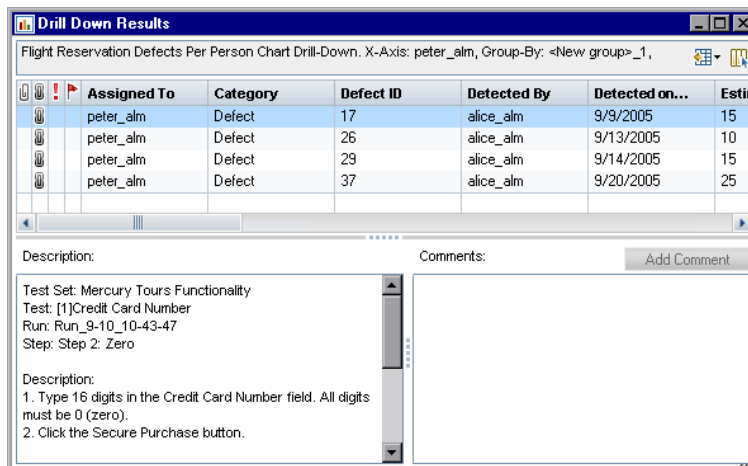 Drill Down Results
Flight Reservation Defects Per Person Chart Drill-Down. X-Axis: peter_alm, Group-By: <New group>_1,
Assigned To Category Defect ID Detected By Detected on... Esti
peter_alm Defect 17 alice_alm 9/9/2005 15
peter_alm Defect 26 alice_alm 9/13/2005 10
peter_alm Defect 29 alice_alm 9/14/2005 15
peter_alm Defect 37 alice_alm 9/20/2005 25
Description: Comments: Add Comment
Test Set: Mercury Tours Functionality
Test: [1]Credit Card Number
Run: Run_9-10_10-43-47
Step: Step 2: Zero
Description:
1. Type 16 digits in the Credit Card Number field. All digits
must be 0 (zero).
2. Click the Secure Purchase button.